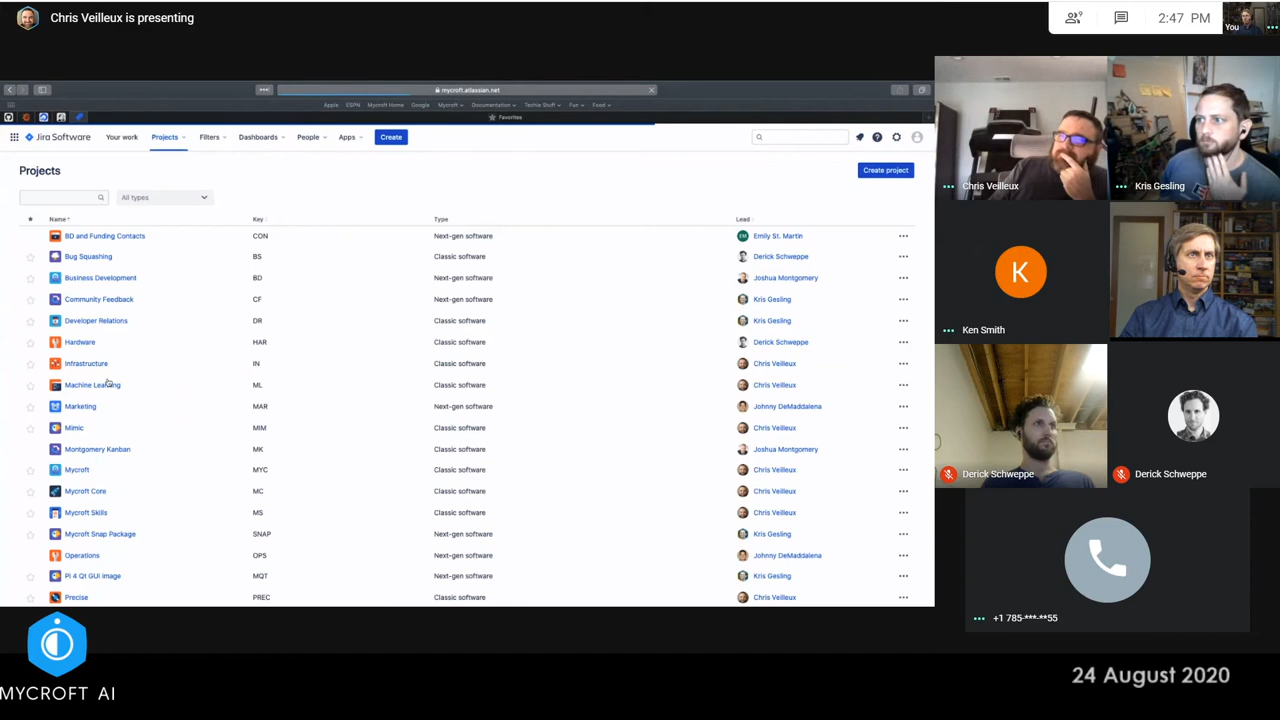 Chris Veilleux is presenting
9
2:47 PM
You
mycroft.atlassian.net
Apple ESPN Mycroft Home Google Mycroft Documentation Techie Stuff Fun Food
Favorites
Jira Software Your work Projects Filters Dashboards People Apps Create
Projects
Create project
All types
Name Key Type Lead
BD and Funding Contacts CON Next-gen software EM Emily St. Martin
Bug Squashing BS Classic software Derick Schweppe
Business Development BD Next-gen software Joshua Montgomery
Community Feedback CF Next-gen software Kris Gesling
Developer Relations DR Classic software Kris Gesling
Hardware HAR Classic software Derick Schweppe
Infrastructure IN Classic software Chris Veilleux
Machine Learning ML Classic software Chris Veilleux
Marketing MAR Next-gen software Johnny DeMaddalena
Mimic MIM Classic software Chris Veilleux
Montgomery Kanban MK Classic software Joshua Montgomery
Mycroft MYC Classic software Chris Veilleux
Mycroft Core MC Classic software Chris Veilleux
Mycroft Skills MS Classic software Chris Veilleux
Mycroft Snap Package SNAP Next-gen software Kris Gesling
Operations OPS Next-gen software Johnny DeMaddalena
Pi 4 Qt GUI image MQT Next-gen software Kris Gesling
Precise PREC Classic software Chris Veilleux
Chris Veilleux
Kris Gesling
K
Ken Smith
Derick Schweppe
Derick Schweppe
+1 785-***-**55
MYCROFT AI
24 August 2020